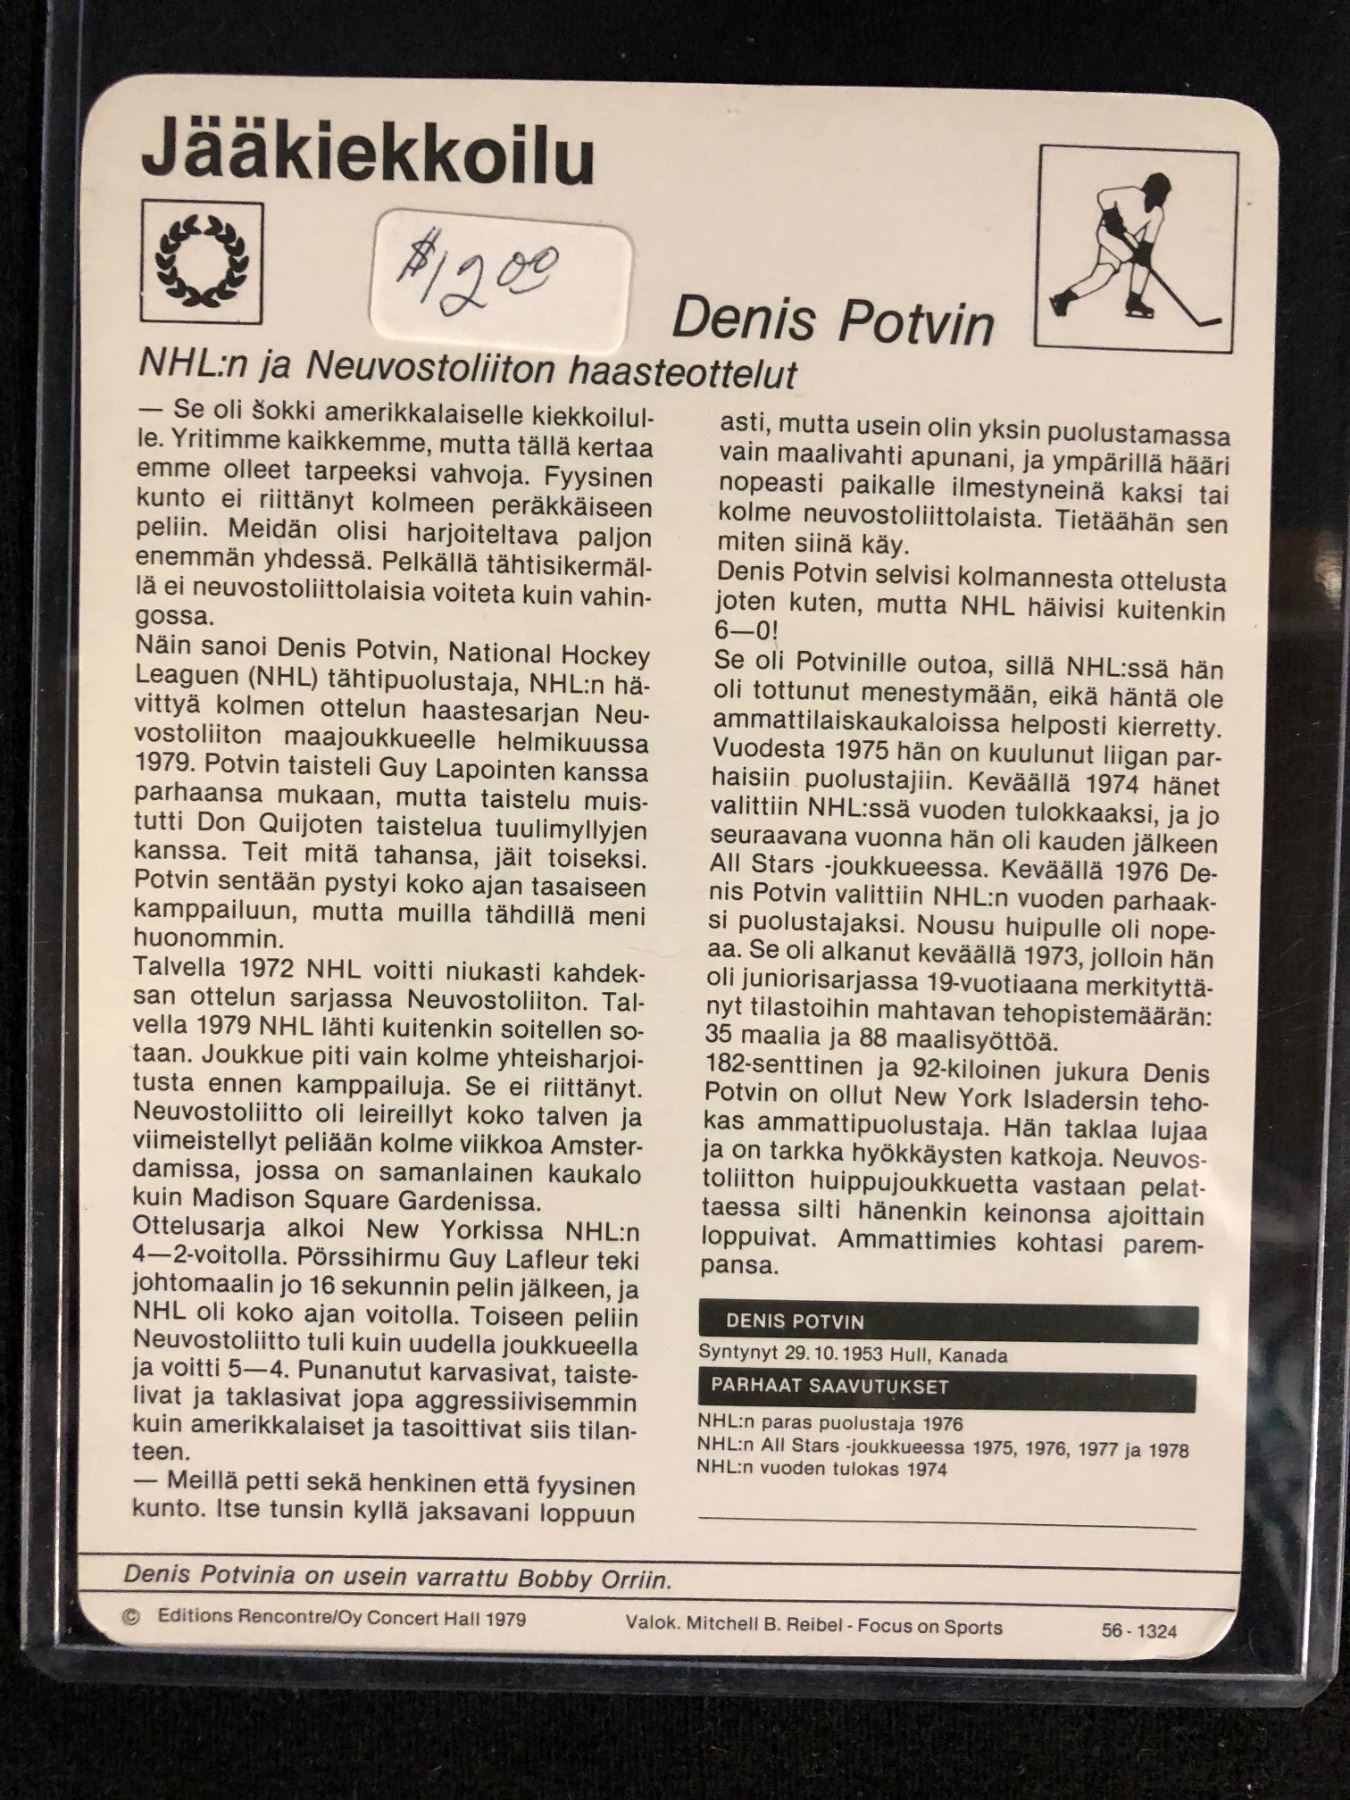 Jääkiekkoilu
$12.00
Denis Potvin
NHL:n ja Neuvostoliiton haasteottelut
— Se oli šokki amerikkalaiselle kiekkoilul-
le. Yritimme kaikkemme, mutta tällä kertaa
emme olleet tarpeeksi vahvoja. Fyysinen
kunto ei riittänyt kolmeen peräkkäiseen
peliin. Meidän olisi harjoiteltava paljon
enemmän yhdessä. Pelkällä tähtisikermäl-
lä ei neuvostoliittolaisia voiteta kuin vahin-
gossa.
Näin sanoi Denis Potvin, National Hockey
Leaguen (NHL) tähtipuolustaja, NHL:n hä-
vittyä kolmen ottelun haastesarjan Neu-
vostoliiton maajoukkueelle helmikuussa
1979. Potvin taisteli Guy Lapointen kanssa
parhaansa mukaan, mutta taistelu muis-
tutti Don Quijoten taistelua tuulimyllyjen
kanssa. Teit mitä tahansa, jäit toiseksi.
Potvin sentään pystyi koko ajan tasaiseen
kamppailuun, mutta muilla tähdillä meni
huonommin.
Talvella 1972 NHL voitti niukasti kahdek-
san ottelun sarjassa Neuvostoliiton. Tal-
vella 1979 NHL lähti kuitenkin soitellen so-
taan. Joukkue piti vain kolme yhteisharjoi-
tusta ennen kamppailuja. Se ei riittänyt.
Neuvostoliitto oli leireillyt koko talven ja
viimeistellyt peliään kolme viikkoa Amster-
damissa, jossa on samanlainen kaukalo
kuin Madison Square Gardenissa.
Ottelusarja alkoi New Yorkissa NHL:n
4—2-voitolla. Pörssihirmu Guy Lafleur teki
johtomaalin jo 16 sekunnin pelin jälkeen, ja
NHL oli koko ajan voitolla. Toiseen peliin
Neuvostoliitto tuli kuin uudella joukkueella
ja voitti 5—4. Punanutut karvasivat, taiste-
livat ja taklasivat jopa aggressiivisemmin
kuin amerikkalaiset ja tasoittivat siis tilan-
teen.
— Meillä petti sekä henkinen että fyysinen
kunto. Itse tunsin kyllä jaksavani loppuun
asti, mutta usein olin yksin puolustamassa
vain maalivahti apunani, ja ympärillä hääri
nopeasti paikalle ilmestyneinä kaksi tai
kolme neuvostoliittolaista. Tietäähän sen
miten siinä käy.
Denis Potvin selvisi kolmannesta ottelusta
joten kuten, mutta NHL häivisi kuitenkin
6—0!
Se oli Potvinille outoa, sillä NHL:ssä hän
oli tottunut menestymään, eikä häntä ole
ammattilaiskaukaloissa helposti kierretty.
Vuodesta 1975 hän on kuulunut liigan par-
haisiin puolustajiin. Keväällä 1974 hänet
valittiin NHL:ssä vuoden tulokkaaksi, ja jo
seuraavana vuonna hän oli kauden jälkeen
All Stars -joukkueessa. Keväällä 1976 De-
nis Potvin valittiin NHL:n vuoden parhaak-
si puolustajaksi. Nousu huipulle oli nope-
aa. Se oli alkanut keväällä 1973, jolloin hän
oli juniorisarjassa 19-vuotiaana merkityttä-
nyt tilastoihin mahtavan tehopistemäärän:
35 maalia ja 88 maalisyöttöä.
182-senttinen ja 92-kiloinen jukura Denis
Potvin on ollut New York Isladersin teho-
kas ammattipuolustaja. Hän taklaa lujaa
ja on tarkka hyökkäysten katkoja. Neuvos-
toliitton huippujoukkuetta vastaan pelat-
taessa silti hänenkin keinonsa ajoittain
loppuivat. Ammattimies kohtasi parem-
pansa.
DENIS POTVIN
Syntynyt 29.10.1953 Hull, Kanada
PARHAAT SAAVUTUKSET
NHL:n paras puolustaja 1976
NHL:n All Stars -joukkueessa 1975, 1976, 1977 ja 1978
NHL:n vuoden tulokas 1974
Denis Potvinia on usein varrattu Bobby Orriin.
© Editions Rencontre/Oy Concert Hall 1979 Valok. Mitchell B. Reibel - Focus on Sports 56 - 1324